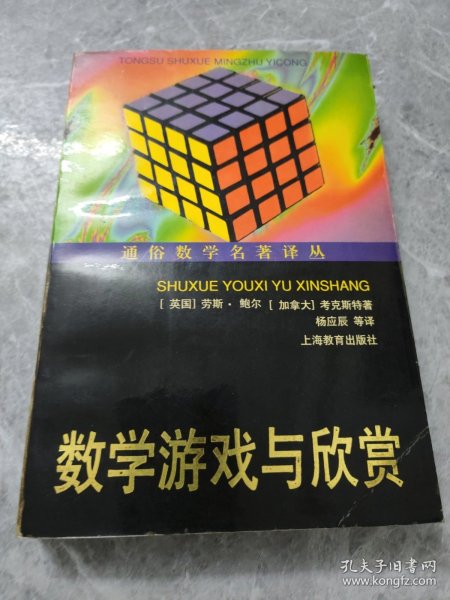 TONGSU SHUXUE MINGZHU YICONG
通俗数学名著译丛
SHUXUE YOUXI YU XINSHANG
[英国] 劳斯·鲍尔 [加拿大] 考克斯特著
杨应辰 等译
上海教育出版社
数学游戏与欣赏
孔夫子旧书网
www.kongfz.com